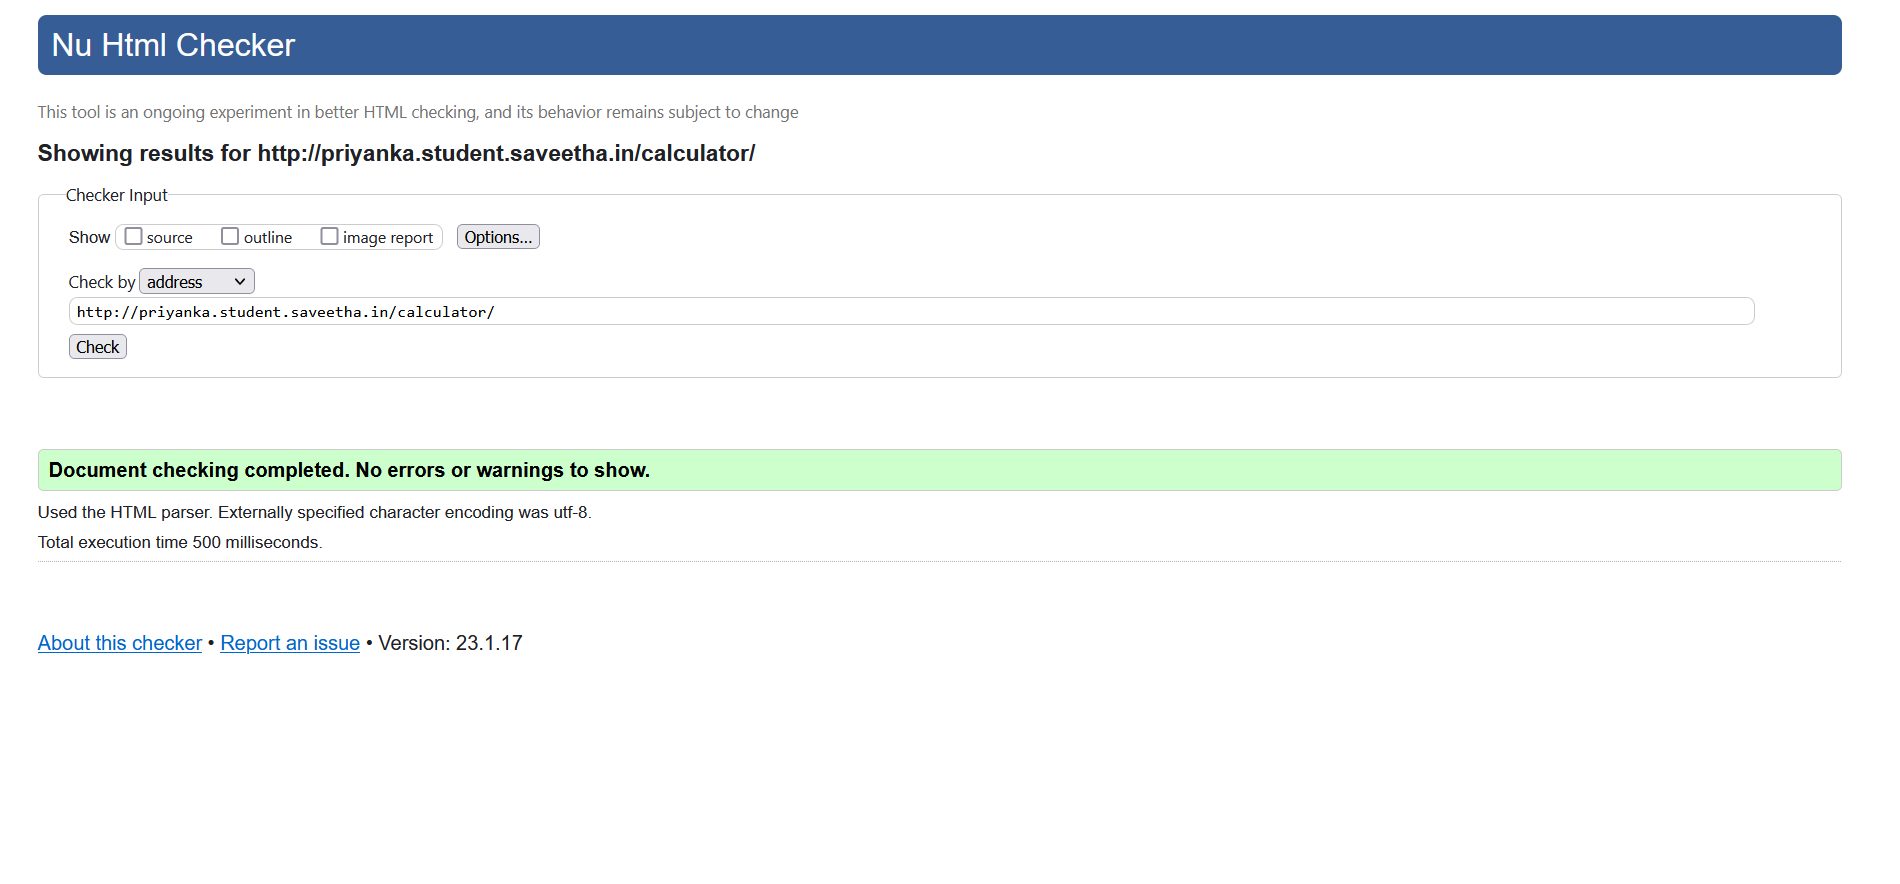 Nu Html Checker
This tool is an ongoing experiment in better HTML checking, and its behavior remains subject to change
Showing results for http://priyanka.student.saveetha.in/calculator/
Checker Input
Show source outline image report Options...
Check by address
http://priyanka.student.saveetha.in/calculator/
Check
Document checking completed. No errors or warnings to show.
Used the HTML parser. Externally specified character encoding was utf-8.
Total execution time 500 milliseconds.
About this checker • Report an issue • Version: 23.1.17